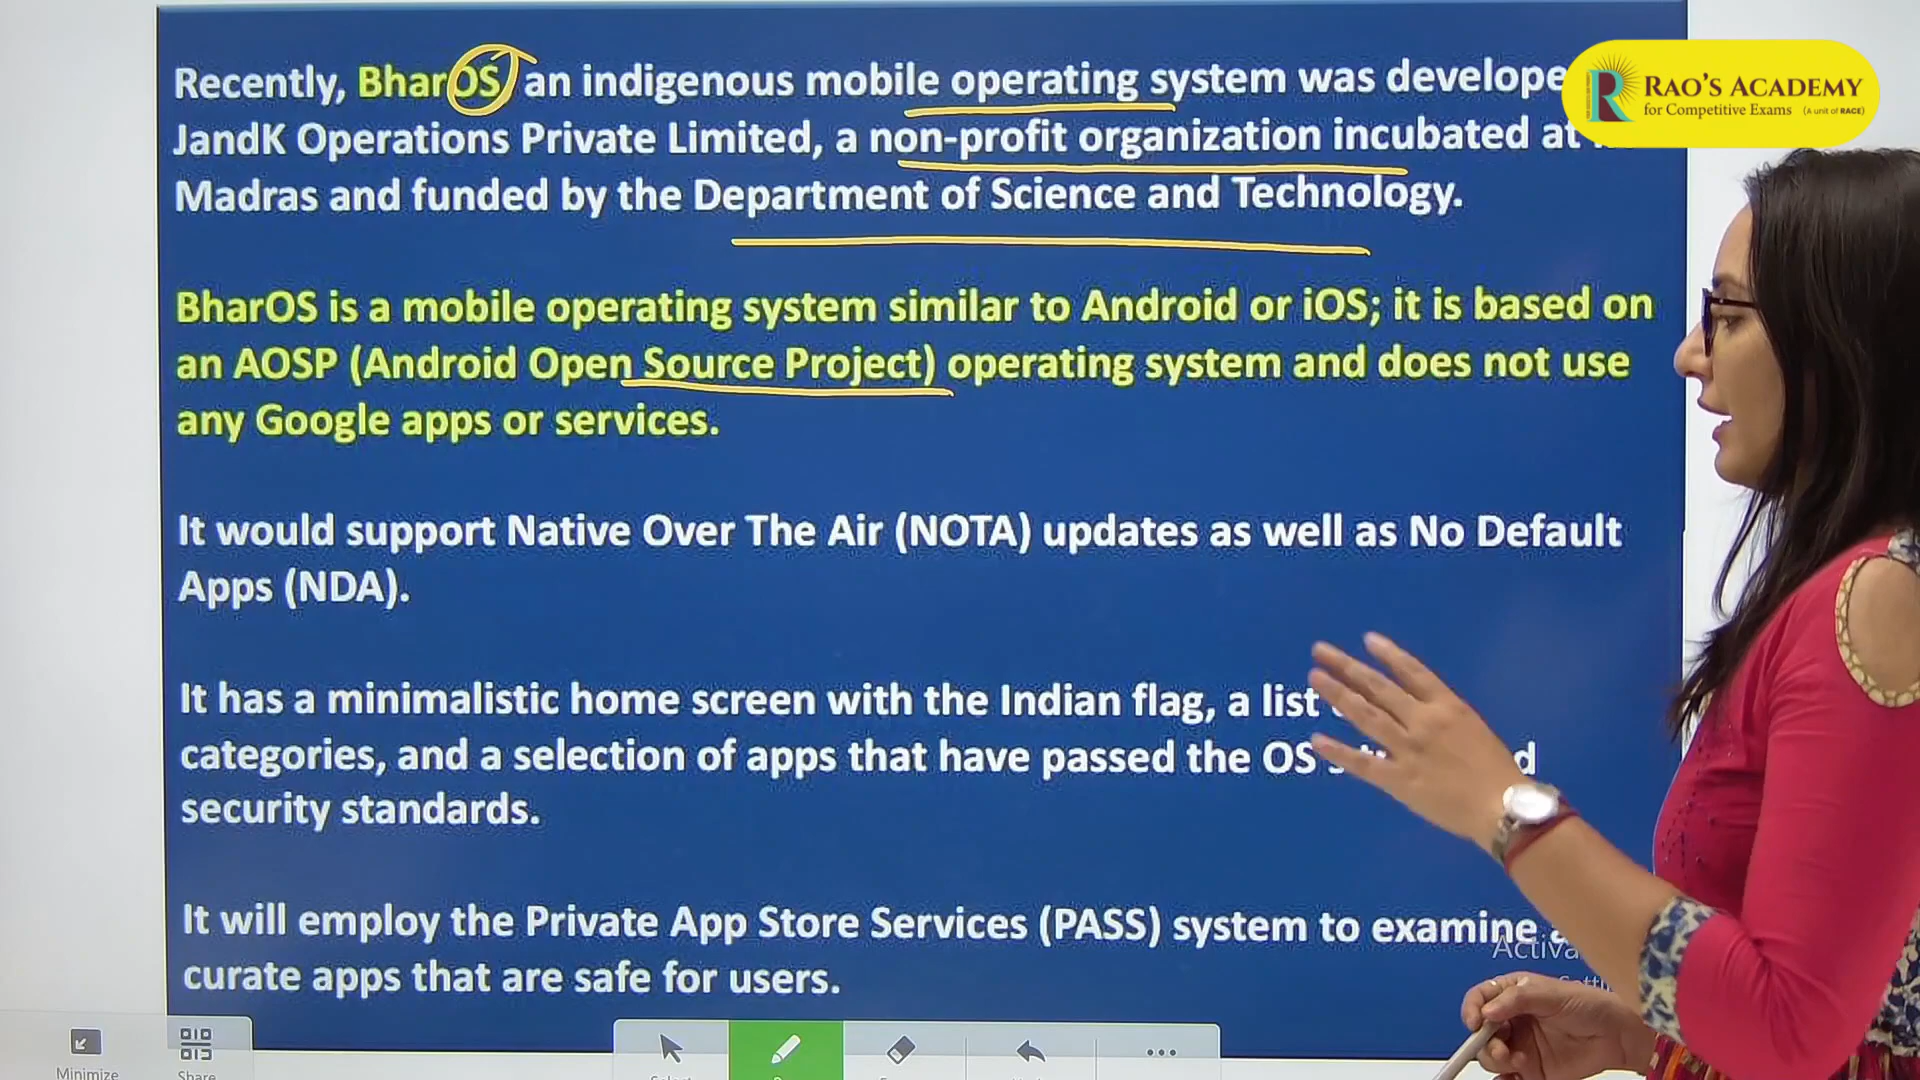 Recently, BharOS, an indigenous mobile operating system was develope
JandK Operations Private Limited, a non-profit organization incubated at
Madras and funded by the Department of Science and Technology.
BharOS is a mobile operating system similar to Android or iOS; it is based on
an AOSP (Android Open Source Project) operating system and does not use
any Google apps or services.
It would support Native Over The Air (NOTA) updates as well as No Default
Apps (NDA).
It has a minimalistic home screen with the Indian flag, a list
categories, and a selection of apps that have passed the OS
security standards.
It will employ the Private App Store Services (PASS) system to examine
curate apps that are safe for users.
RAO'S ACADEMY
for Competitive Exams (A unit of RACE)
Minimize
Share